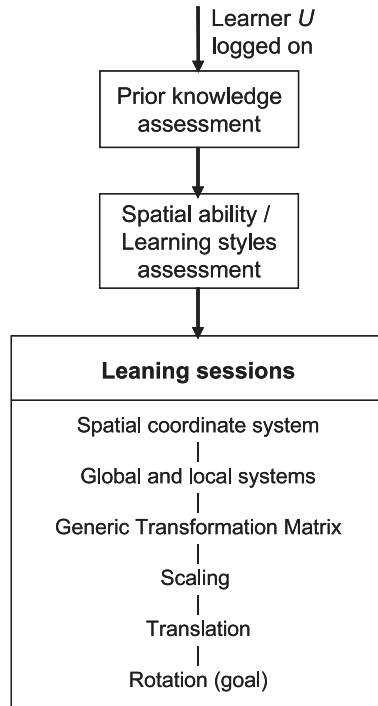 Learner U
logged on
Prior knowledge
assessment
Spatial ability /
Learning styles
assessment
Leaning sessions
Spatial coordinate system
Global and local systems
Generic Transformation Matrix
Scaling
Translation
Rotation (goal)